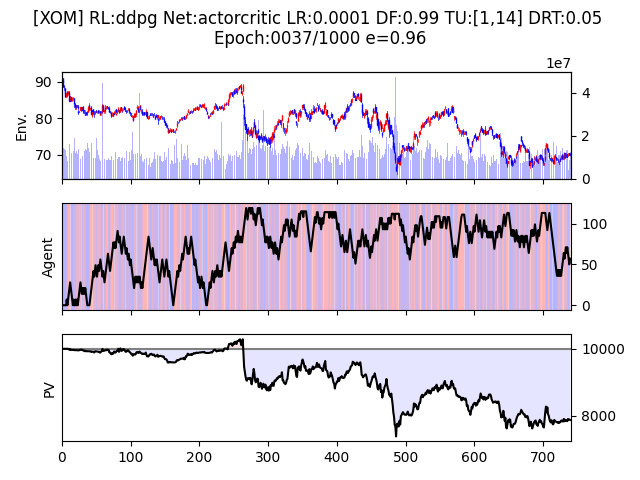 [XOM] RL:ddpg Net:actorcritic LR:0.0001 DF:0.99 TU:[1,14] DRT:0.05
Epoch:0037/1000 e=0.96
1e7
90
80
70
Env.
4
2
0
Agent
100
50
0
PV
10000
8000
0 100 200 300 400 500 600 700